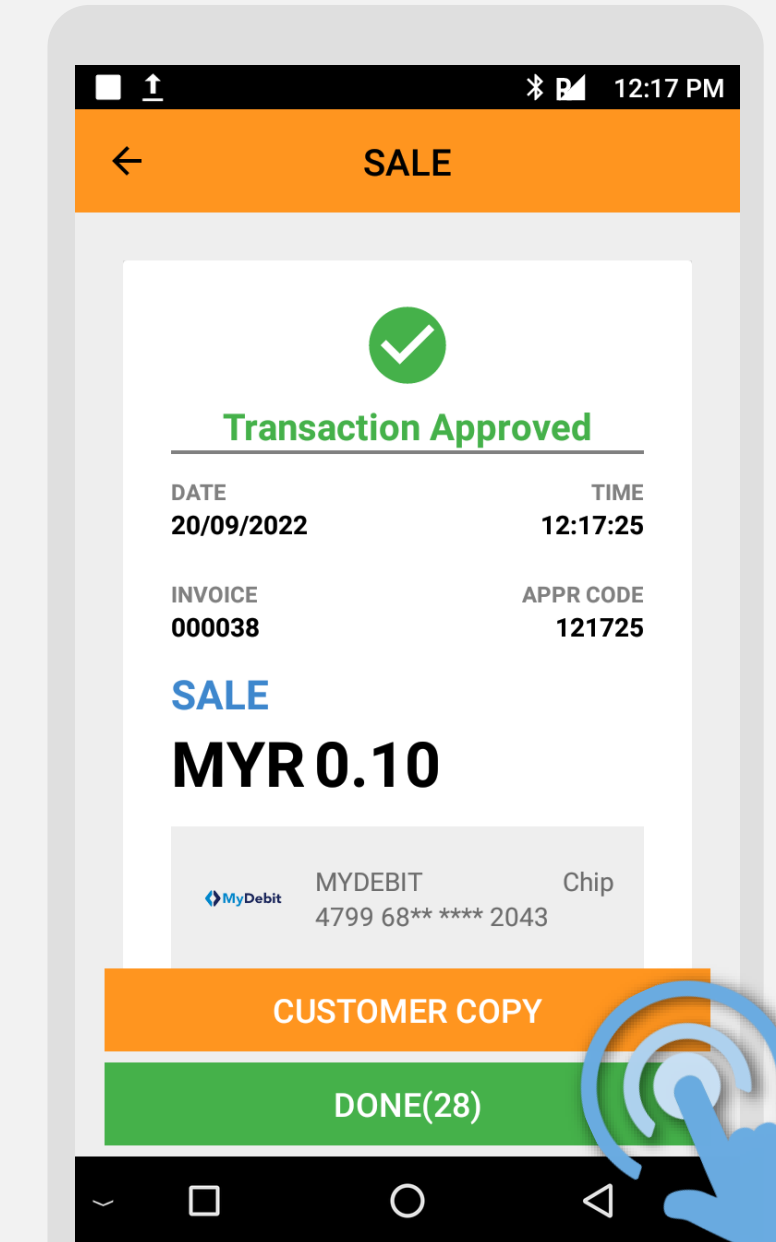 12:17 PM
SALE
Transaction Approved
DATE TIME
20/09/2022 12:17:25
INVOICE APPR CODE
000038 121725
SALE
MYR 0.10
MYDEBIT Chip
MyDebit
4799 68** **** 2043
CUSTOMER COPY
DONE(28)